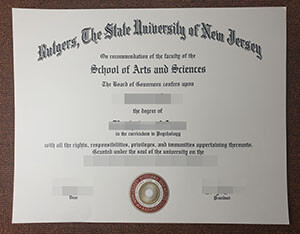 Rutgers, The State University of New Jersey
On recommendation of the faculty of the
School of Arts and Sciences
The Board of Governors confers upon
the degree of
in the curriculum in Psychology
with all the rights, responsibilities, privileges, and immunities appertaining thereunto.
Granted under the seal of the university on the
Dean
President